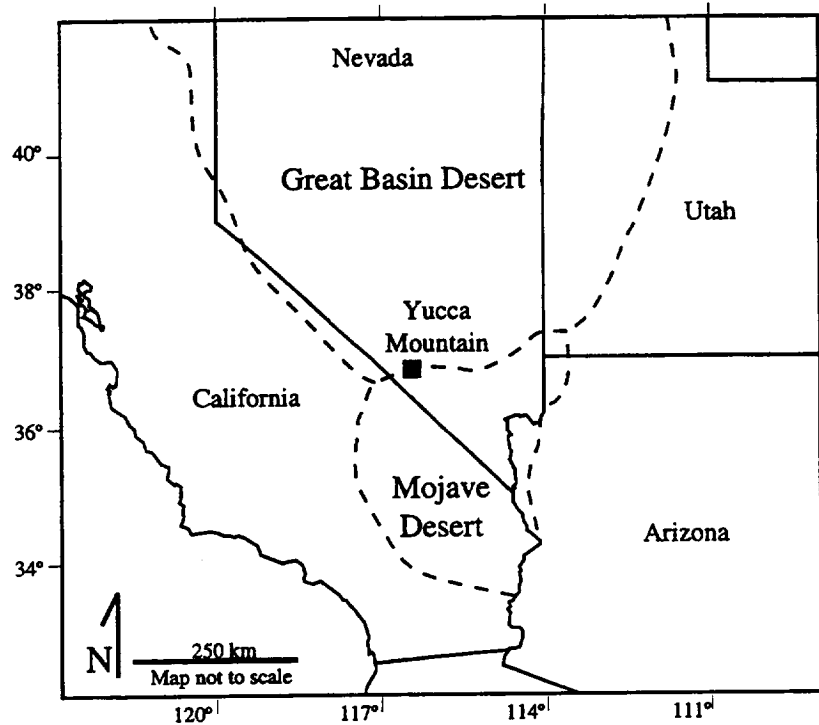 Nevada
40°
Great Basin Desert
Utah
38°
Yucca
Mountain
California
36°
Mojave
Desert
Arizona
34°
N
250 km
Map not to scale
120°
117°
114°
111°